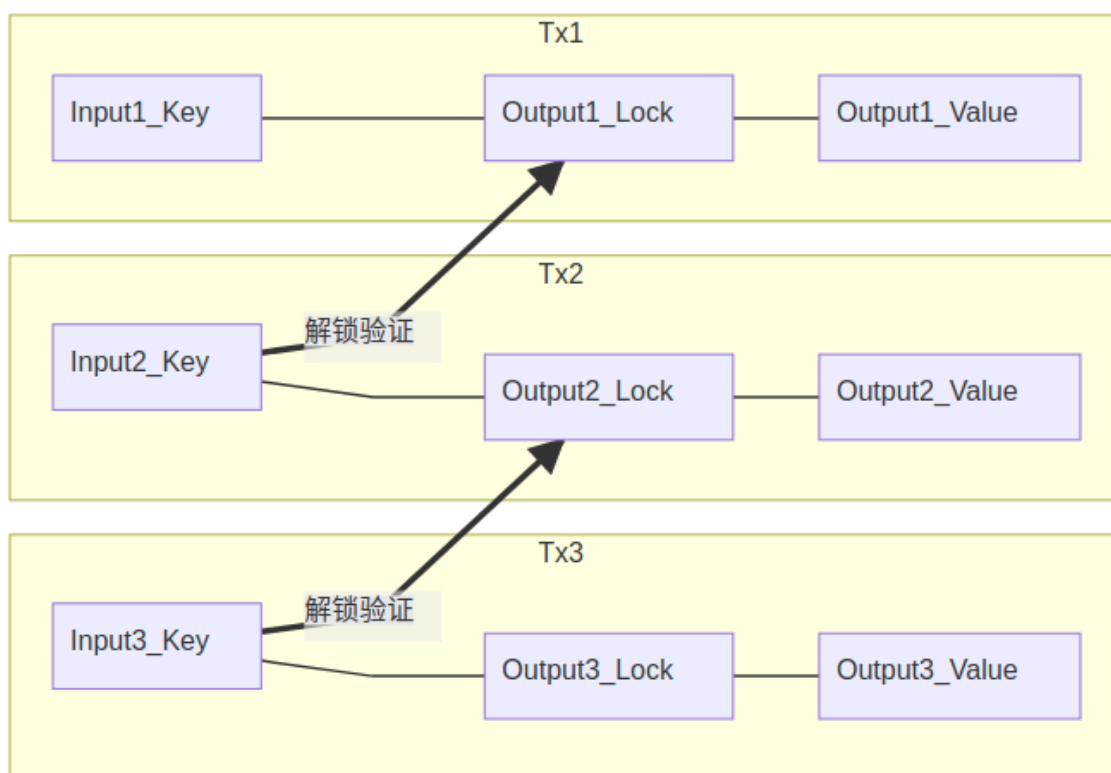 Tx1
Input1_Key
Output1_Lock
Output1_Value
Tx2
解锁验证
Input2_Key
Output2_Lock
Output2_Value
Tx3
解锁验证
Input3_Key
Output3_Lock
Output3_Value